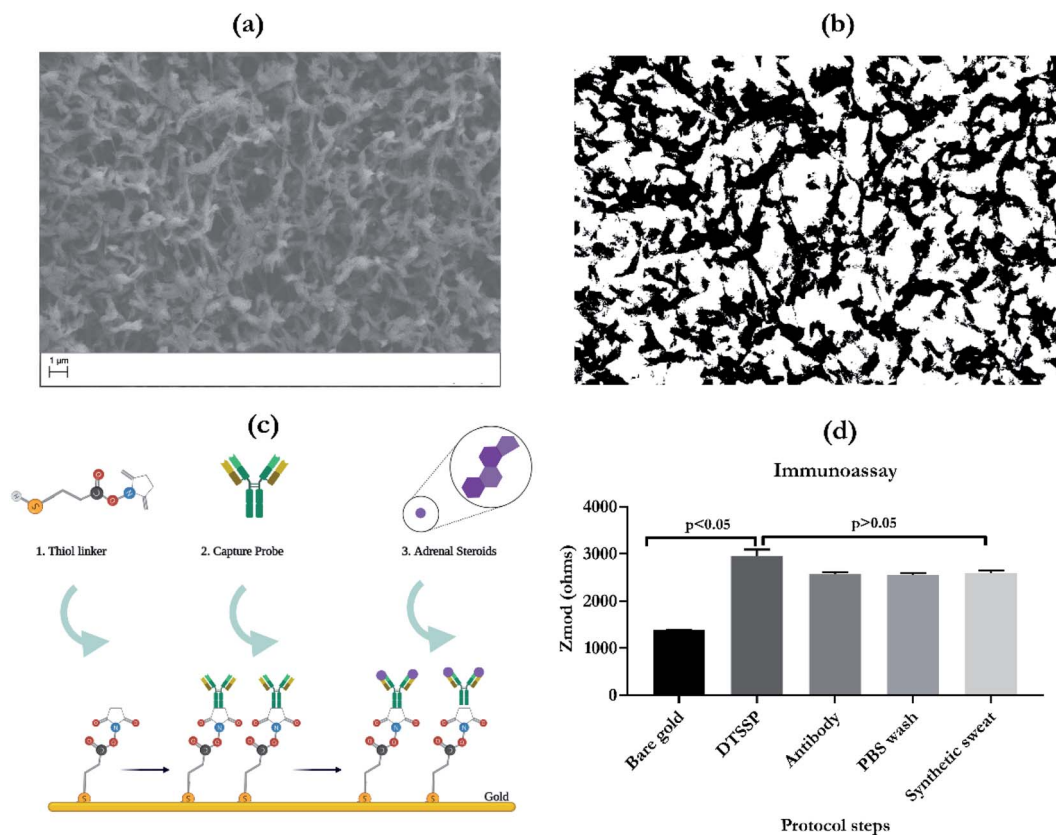 (a)
(b)
1 μm
(c)
(d)
1. Thiol linker
2. Capture Probe
3. Adrenal Steroids
Gold
Immunoassay
p<0.05
p>0.05
4000
3000
2000
1000
0
Zmod (ohms)
Bare gold
DTSSP
Antibody
PBS wash
Synthetic sweat
Protocol steps